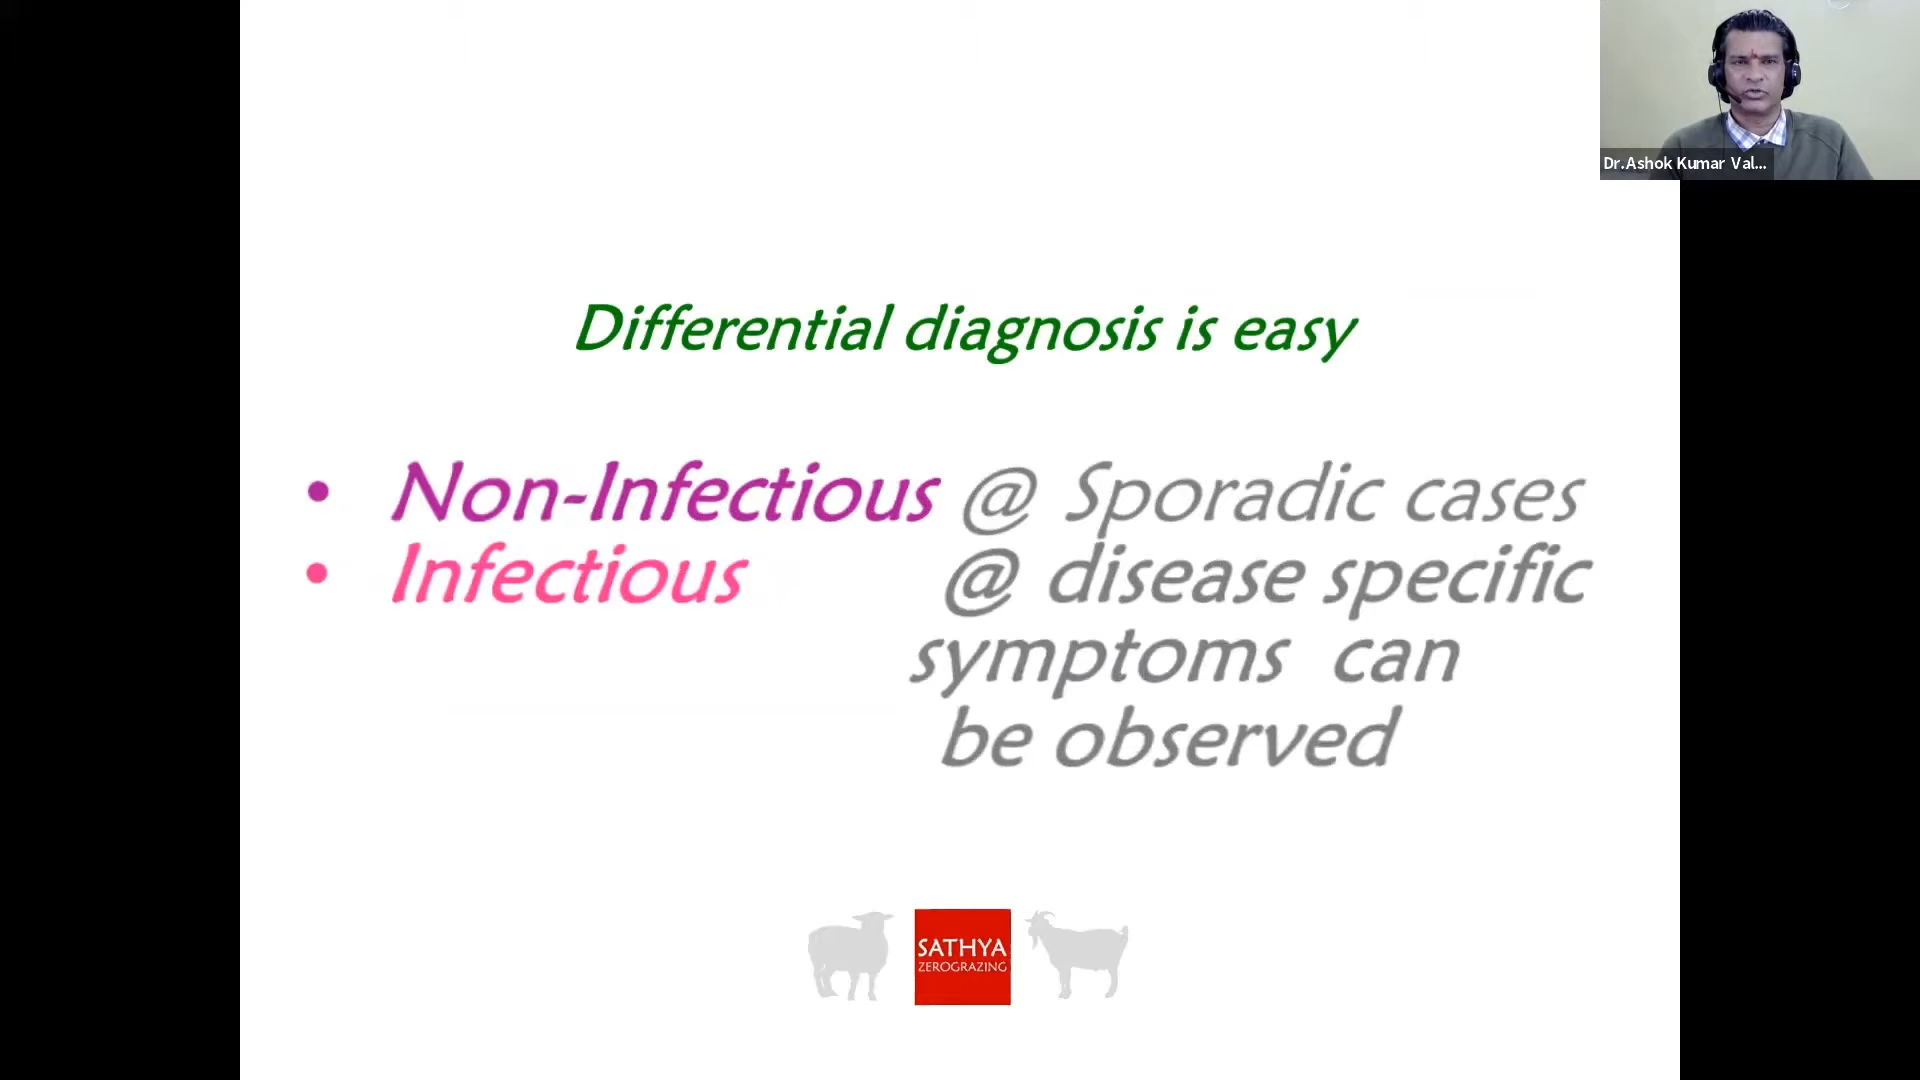 Dr.Ashok Kumar Val...
Differential diagnosis is easy
• Non-Infectious @ Sporadic cases
• Infectious @ disease specific
symptoms can
be observed
SATHYA
ZEROGRAZING